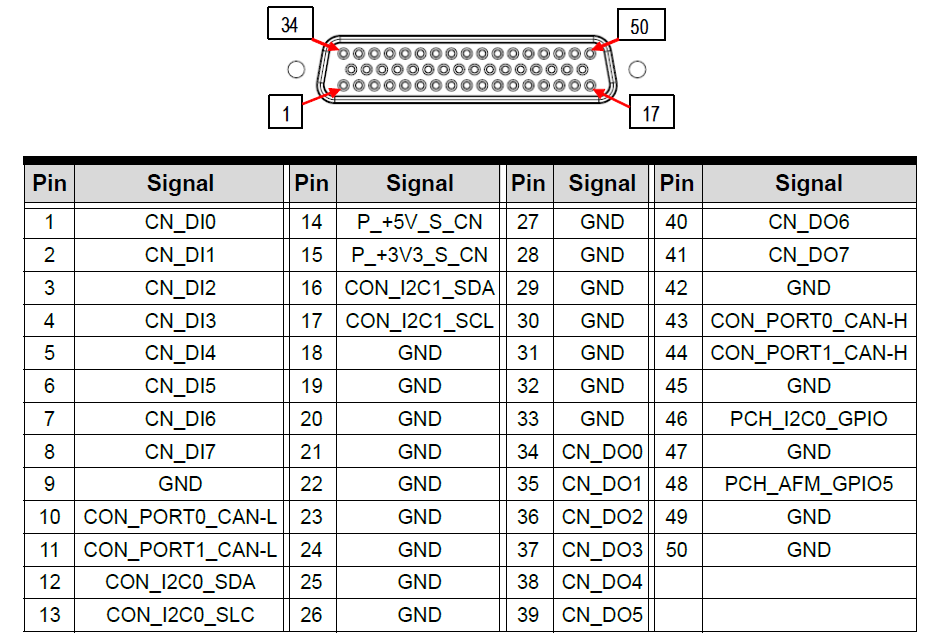 34
50
1
17
Pin Signal Pin Signal Pin Signal Pin Signal
1 CN_DI0 14 P_+5V_S_CN 27 GND 40 CN_DO6
2 CN_DI1 15 P_+3V3_S_CN 28 GND 41 CN_DO7
3 CN_DI2 16 CON_I2C1_SDA 29 GND 42 GND
4 CN_DI3 17 CON_I2C1_SCL 30 GND 43 CON_PORT0_CAN-H
5 CN_DI4 18 GND 31 GND 44 CON_PORT1_CAN-H
6 CN_DI5 19 GND 32 GND 45 GND
7 CN_DI6 20 GND 33 GND 46 PCH_I2C0_GPIO
8 CN_DI7 21 GND 34 CN_DO0 47 GND
9 GND 22 GND 35 CN_DO1 48 PCH_AFM_GPIO5
10 CON_PORT0_CAN-L 23 GND 36 CN_DO2 49 GND
11 CON_PORT1_CAN-L 24 GND 37 CN_DO3 50 GND
12 CON_I2C0_SDA 25 GND 38 CN_DO4
13 CON_I2C0_SLC 26 GND 39 CN_DO5